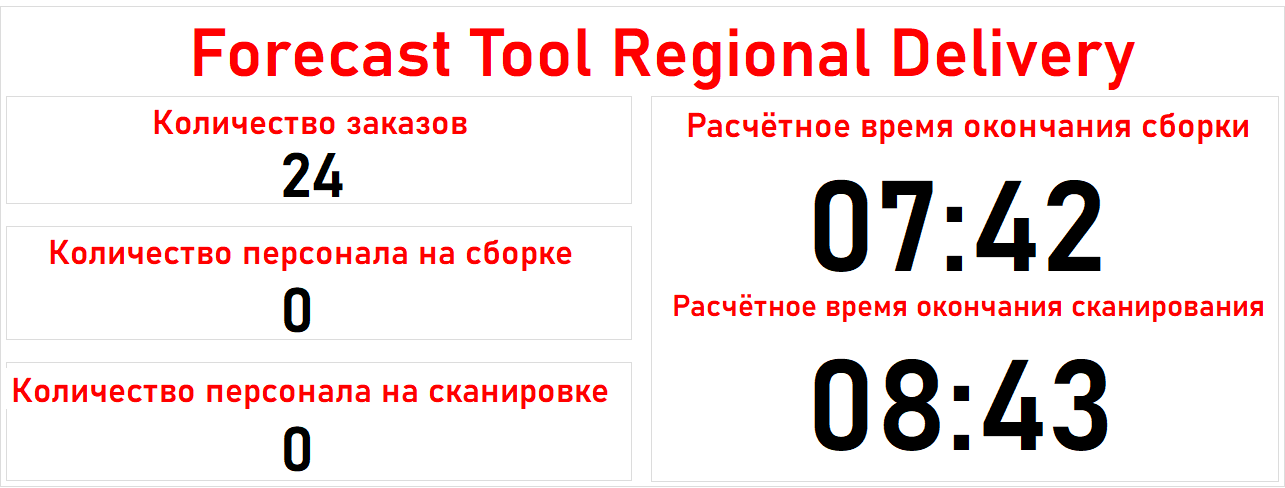 Forecast Tool Regional Delivery
Количество заказов
24
Количество персонала на сборке
0
Количество персонала на сканировке
0
Расчётное время окончания сборки
07:42
Расчётное время окончания сканирования
08:43